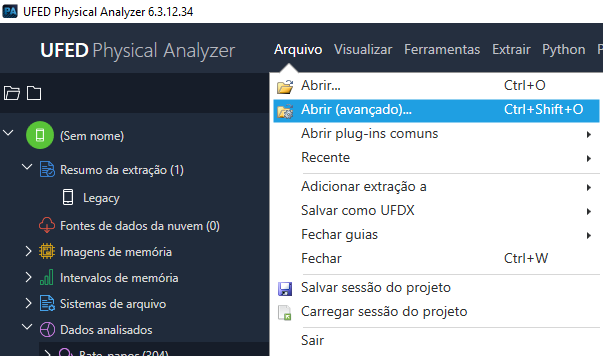 UFED Physical Analyzer 6.3.12.34
UFED Physical Analyzer
Arquivo Visualizar Ferramentas Extrair Python P
Abrir... Ctrl+O
Abrir (avançado)... Ctrl+Shift+O
Abrir plug-ins comuns
Recente
Adicionar extração a
Salvar como UFDX
Fechar guias
Fechar Ctrl+W
Salvar sessão do projeto
Carregar sessão do projeto
Sair
(Sem nome)
Resumo da extração (1)
Legacy
Fontes de dados da nuvem (0)
Imagens de memória
Intervalos de memória
Sistemas de arquivo
Dados analisados
Bate-papos (304)